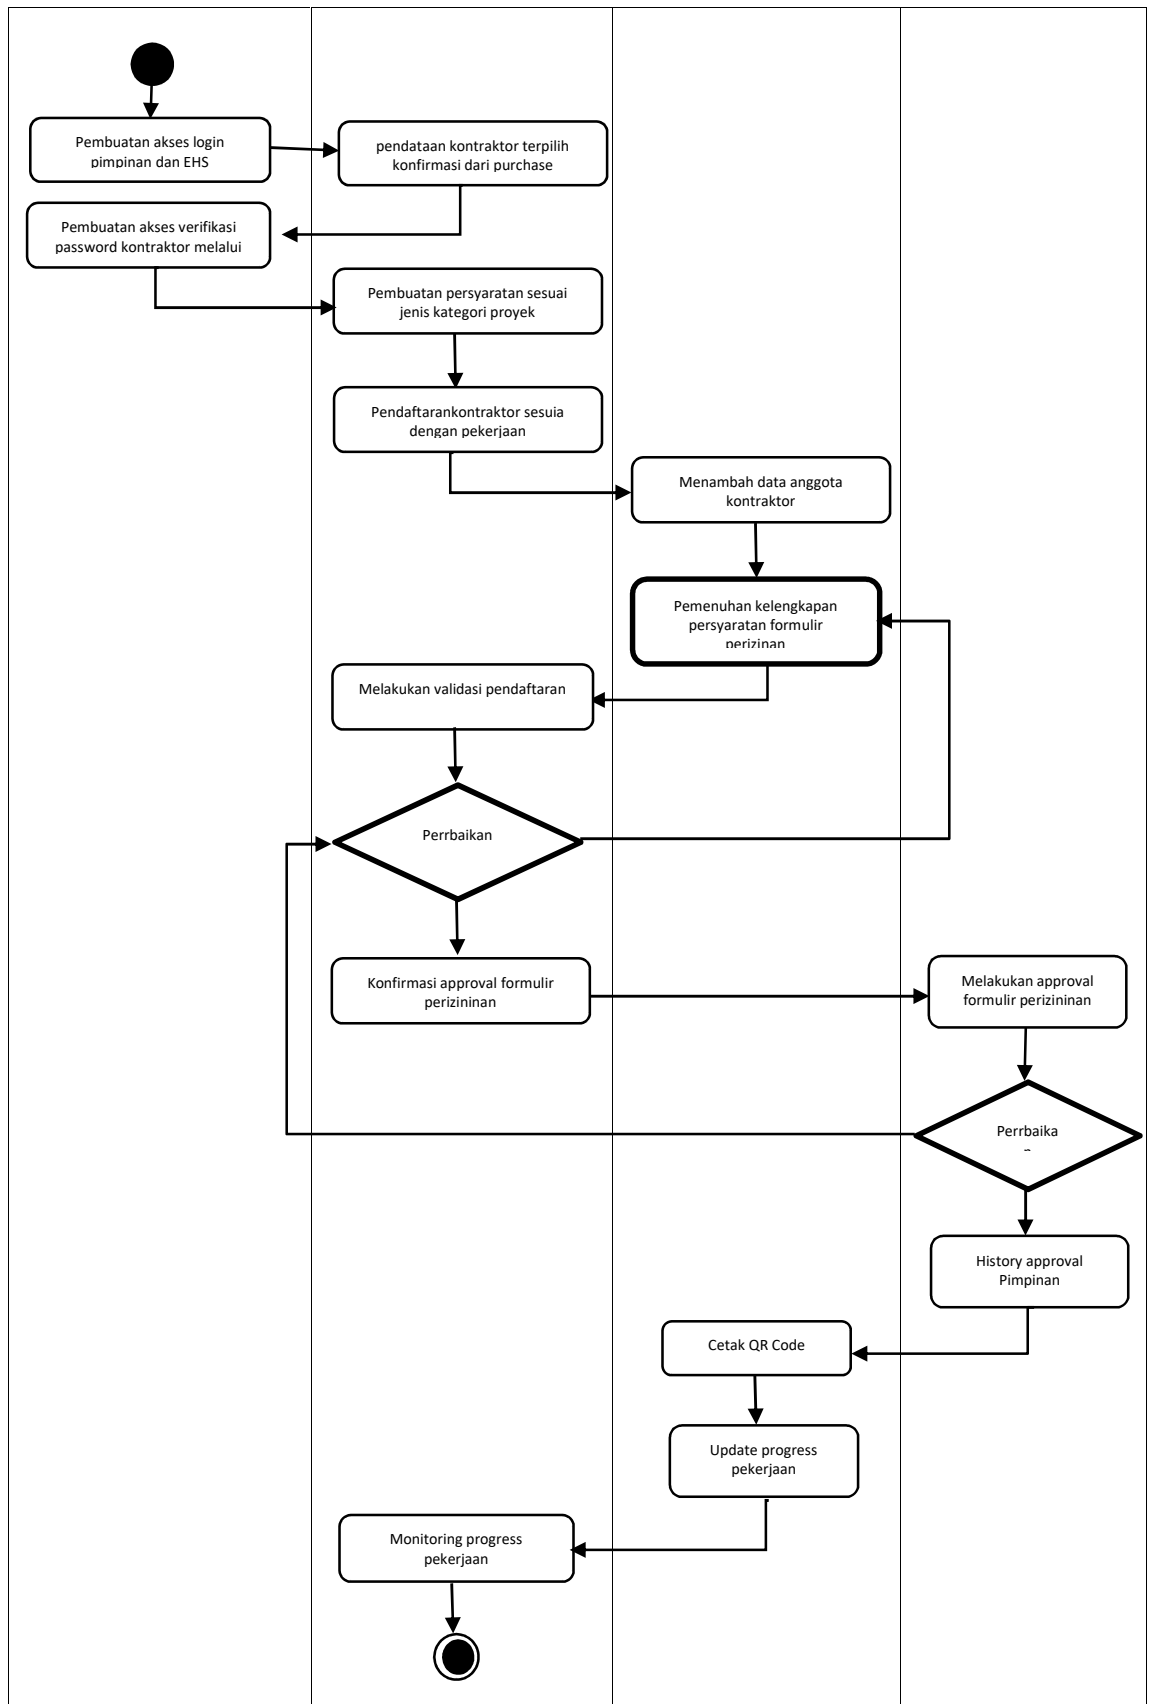 Pembuatan akses login
pimpinan dan EHS
pendataan kontraktor terpilih
konfirmasi dari purchase
Pembuatan akses verifikasi
password kontraktor melalui
Pembuatan persyaratan sesuai
jenis kategori proyek
Pendaftarankontraktor sesuia
dengan pekerjaan
Menambah data anggota
kontraktor
Pemenuhan kelengkapan
persyaratan formulir
perizinan
Melakukan validasi pendaftaran
Perrbaikan
Konfirmasi approval formulir
perizininan
Melakukan approval
formulir perizininan
Perrbaika
n
History approval
Pimpinan
Cetak QR Code
Update progress
pekerjaan
Monitoring progress
pekerjaan